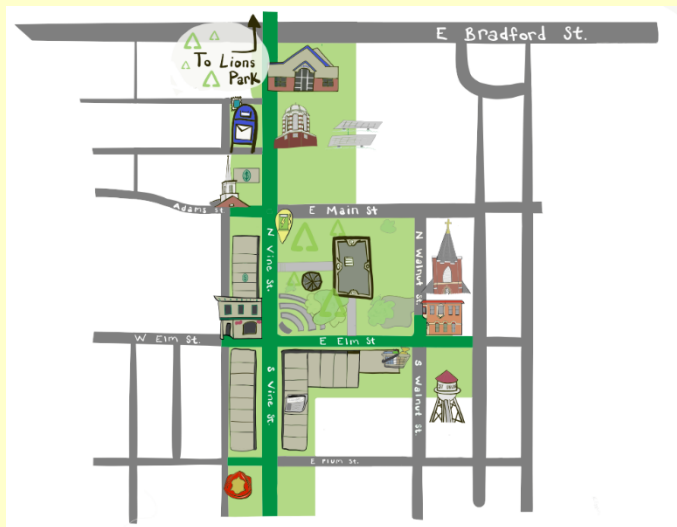 E Bradford St.
To Lions
Park
Adams St
E Main St
N Vine St.
N Walnut St.
W Elm St.
E Elm St
S Vine St.
S Walnut St.
E Plum St.